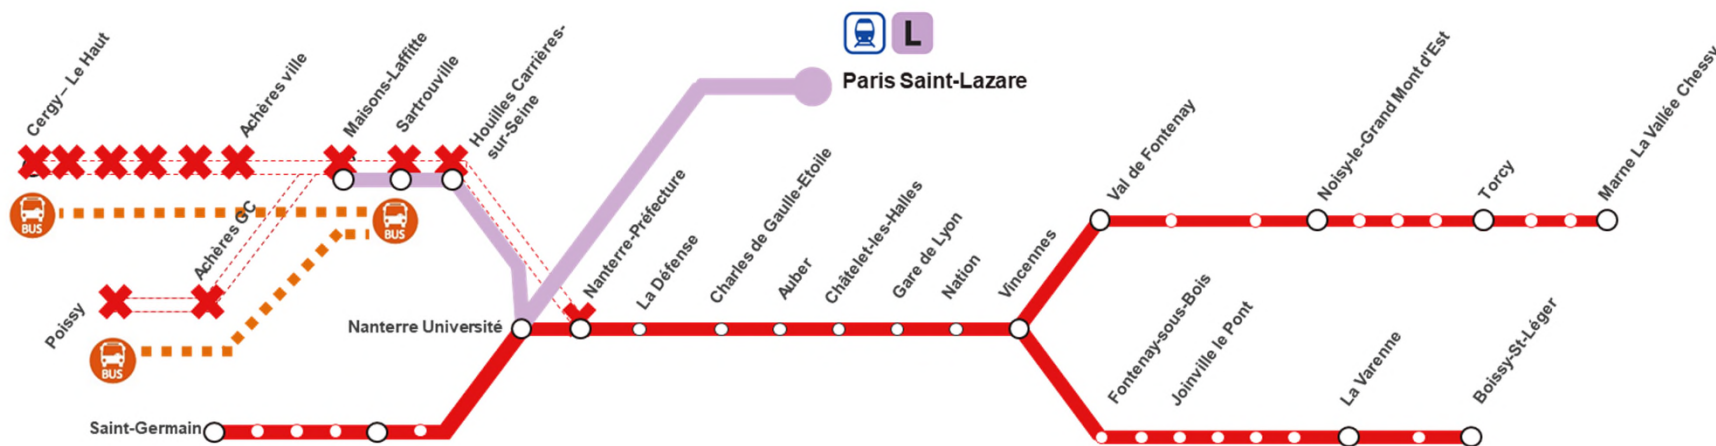 L
Paris Saint-Lazare
Cergy – Le Haut
Achères ville
Maisons-Laffitte
Sartrouville
Houilles Carrières-
sur-Seine
BUS
BUS
Achères GC
Poissy
BUS
Nanterre Université
Nanterre-Préfecture
La Défense
Charles de Gaulle-Etoile
Auber
Châtelet-les-Halles
Gare de Lyon
Nation
Vincennes
Val de Fontenay
Noisy-le-Grand Mont d'Est
Torcy
Marne La Vallée Chessy
Fontenay-sous-Bois
Joinville le Pont
La Varenne
Boissy-St-Léger
Saint-Germain